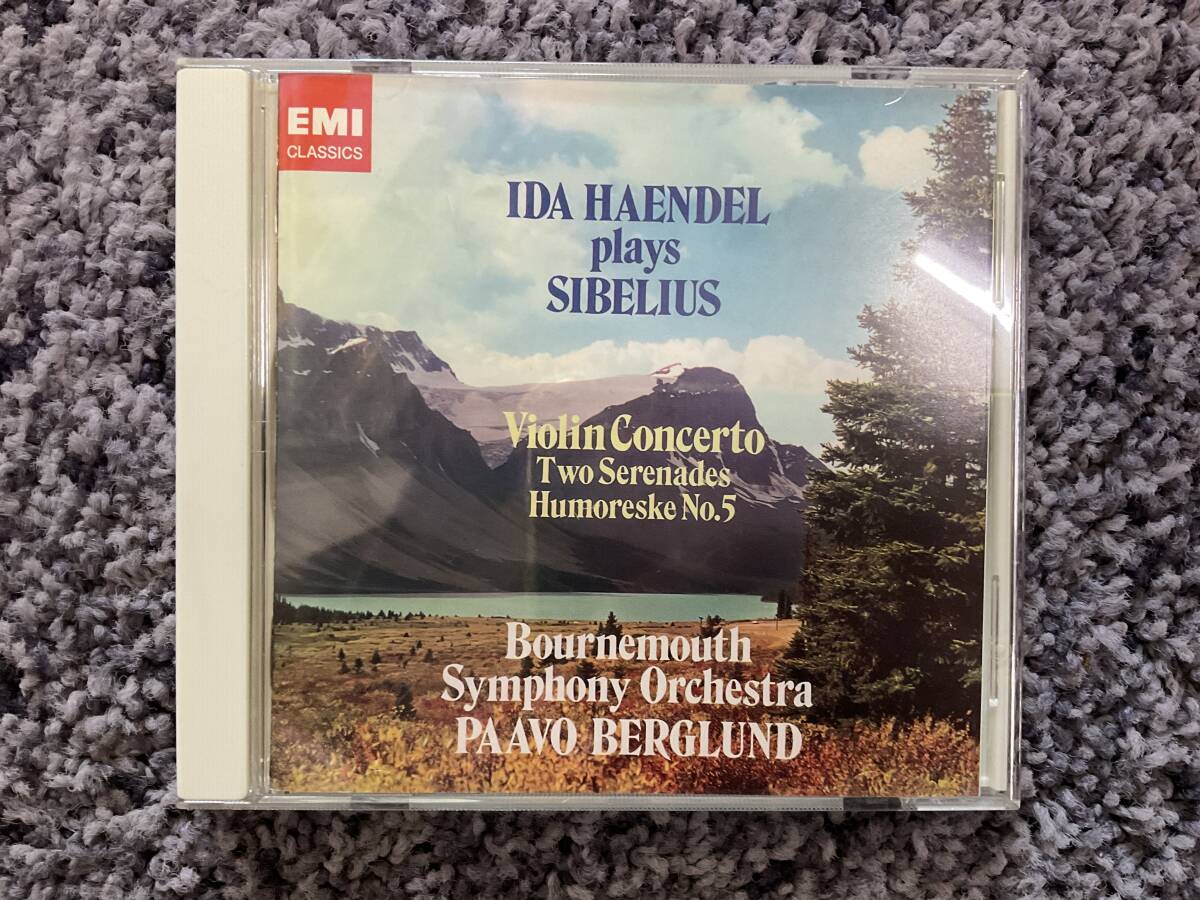 EMI
CLASSICS
IDA HAENDEL
plays
SIBELIUS
Violin Concerto
Two Serenades
Humoreske No.5
Bournemouth
Symphony Orchestra
PAAVO BERGLUND